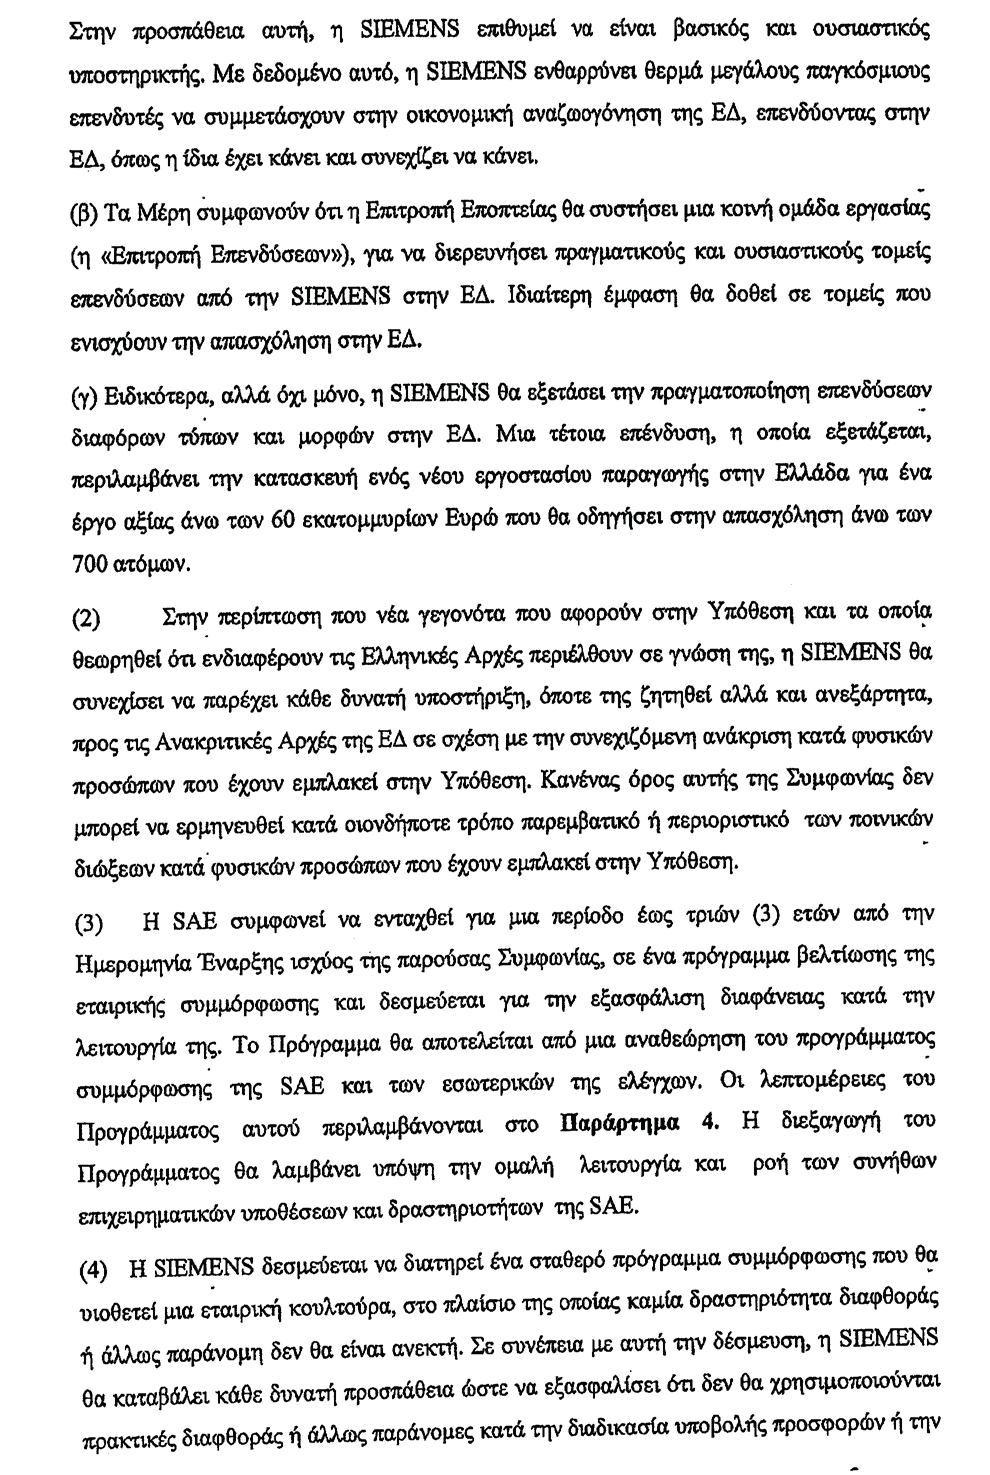 Στην προσπάθεια αυτή, η SIEMENS επιθυμεί να είναι βασικός και ουσιαστικός
υποστηρικτής. Με δεδομένο αυτό, η SIEMENS ενθαρρύνει θερμά μεγάλους παγκόσμιους
επενδυτές να συμμετάσχουν στην οικονομική αναζωογόνηση της ΕΔ, επενδύοντας στην
ΕΔ, όπως η ίδια έχει κάνει και συνεχίζει να κάνει.
(β) Τα Μέρη συμφωνούν ότι η Επιτροπή Εποπτείας θα συστήσει μια κοινή ομάδα εργασίας
(η «Επιτροπή Επενδύσεων»), για να διερευνήσει πραγματικούς και ουσιαστικούς τομείς
επενδύσεων από την SIEMENS στην ΕΔ. Ιδιαίτερη έμφαση θα δοθεί σε τομείς που
ενισχύουν την απασχόληση στην ΕΔ.
(γ) Ειδικότερα, αλλά όχι μόνο, η SIEMENS θα εξετάσει την πραγματοποίηση επενδύσεων
διαφόρων τύπων και μορφών στην ΕΔ. Μια τέτοια επένδυση, η οποία εξετάζεται,
περιλαμβάνει την κατασκευή ενός νέου εργοστασίου παραγωγής στην Ελλάδα για ένα
έργο αξίας άνω των 60 εκατομμυρίων Ευρώ που θα οδηγήσει στην απασχόληση άνω των
700 ατόμων.
(2) Στην περίπτωση που νέα γεγονότα που αφορούν στην Υπόθεση και τα οποία
θεωρηθεί ότι ενδιαφέρουν τις Ελληνικές Αρχές περιέλθουν σε γνώση της, η SIEMENS θα
συνεχίσει να παρέχει κάθε δυνατή υποστήριξη, όποτε της ζητηθεί αλλά και ανεξάρτητα,
προς τις Ανακριτικές Αρχές της ΕΔ σε σχέση με την συνεχιζόμενη ανάκριση κατά φυσικών
προσώπων που έχουν εμπλακεί στην Υπόθεση. Κανένας όρος αυτής της Συμφωνίας δεν
μπορεί να ερμηνευθεί κατά οιονδήποτε τρόπο παρεμβατικό ή περιοριστικό των ποινικών
διώξεων κατά φυσικών προσώπων που έχουν εμπλακεί στην Υπόθεση.
(3) Η SAE συμφωνεί να ενταχθεί για μια περίοδο έως τριών (3) ετών από την
Ημερομηνία Έναρξης ισχύος της παρούσας Συμφωνίας, σε ένα πρόγραμμα βελτίωσης της
εταιρικής συμμόρφωσης και δεσμεύεται για την εξασφάλιση διαφάνειας κατά την
λειτουργία της. Το Πρόγραμμα θα αποτελείται από μια αναθεώρηση του προγράμματος
συμμόρφωσης της SAE και των εσωτερικών της ελέγχων. Οι λεπτομέρειες του
Προγράμματος αυτού περιλαμβάνονται στο Παράρτημα 4. Η διεξαγωγή του
Προγράμματος θα λαμβάνει υπόψη την ομαλή λειτουργία και ροή των συνήθων
επιχειρηματικών υποθέσεων και δραστηριοτήτων της SAE.
(4) Η SIEMENS δεσμεύεται να διατηρεί ένα σταθερό πρόγραμμα συμμόρφωσης που θα
υιοθετεί μια εταιρική κουλτούρα, στο πλαίσιο της οποίας καμία δραστηριότητα διαφθοράς
ή άλλως παράνομη δεν θα είναι ανεκτή. Σε συνέπεια με αυτή την δέσμευση, η SIEMENS
θα καταβάλει κάθε δυνατή προσπάθεια ώστε να εξασφαλίσει ότι δεν θα χρησιμοποιούνται
πρακτικές διαφθοράς ή άλλως παράνομες κατά την διαδικασία υποβολής προσφορών ή την